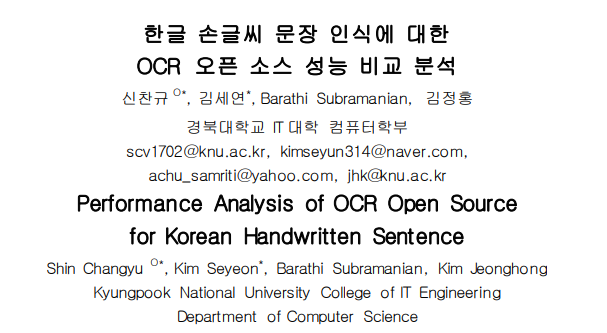 한글 손글씨 문장 인식에 대한
OCR 오픈 소스 성능 비교 분석
신찬규 O*, 김세연*, Barathi Subramanian, 김정홍
경북대학교 IT대학 컴퓨터학부
scv1702@knu.ac.kr, kimseyun314@naver.com,
achu_samriti@yahoo.com, jhk@knu.ac.kr
Performance Analysis of OCR Open Source
for Korean Handwritten Sentence
Shin Changyu O*, Kim Seyeon*, Barathi Subramanian, Kim Jeonghong
Kyungpook National University College of IT Engineering
Department of Computer Science